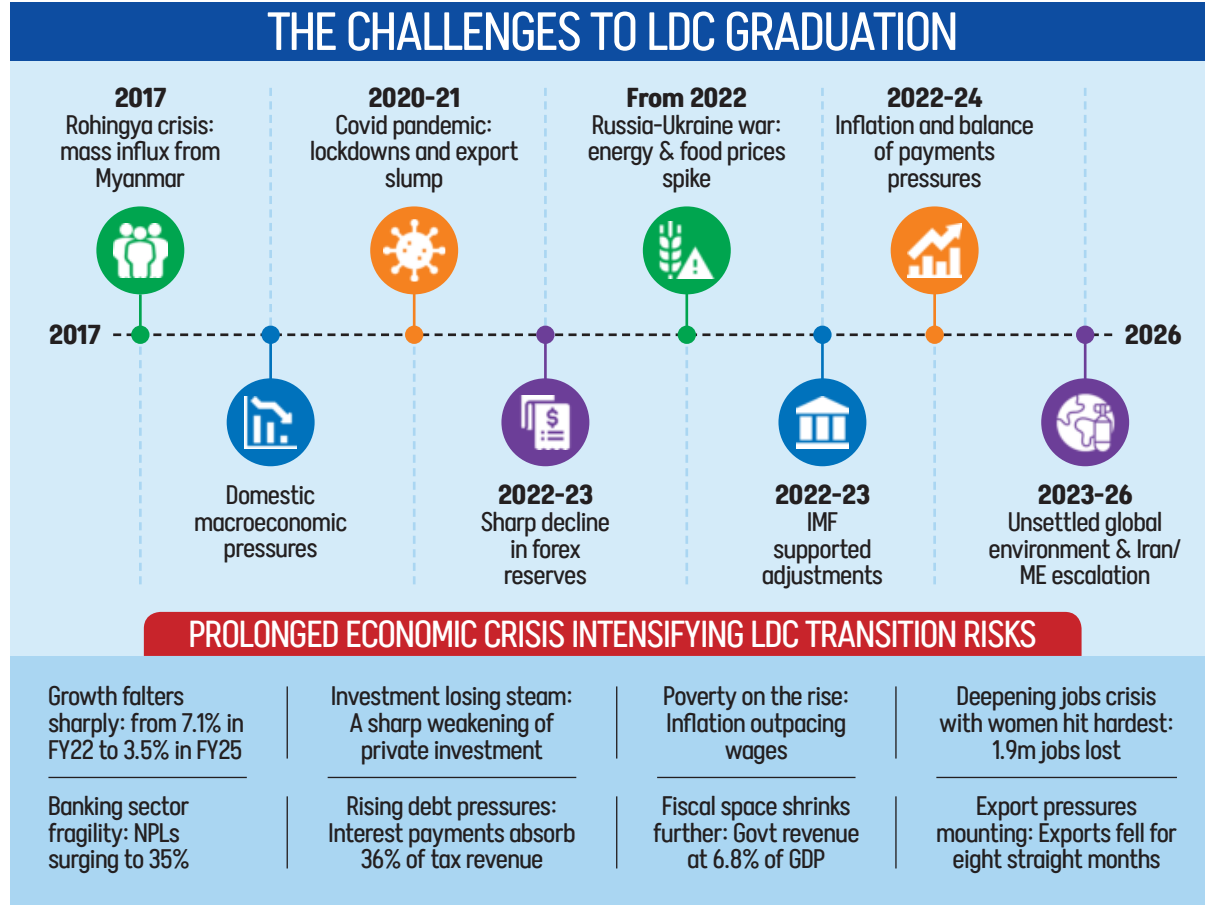 THE CHALLENGES TO LDC GRADUATION
2017
Rohingya crisis:
mass influx from
Myanmar
2020-21
Covid pandemic:
lockdowns and export
slump
From 2022
Russia-Ukraine war:
energy & food prices
spike
2022-24
Inflation and balance
of payments
pressures
2017
2026
$
Domestic
macroeconomic
pressures
2022-23
Sharp decline
in forex
reserves
2022-23
IMF
supported
adjustments
2023-26
Unsettled global
environment & Iran/
ME escalation
PROLONGED ECONOMIC CRISIS INTENSIFYING LDC TRANSITION RISKS
Growth falters
sharply: from 7.1% in
FY22 to 3.5% in FY25
Investment losing steam:
A sharp weakening of
private investment
Poverty on the rise:
Inflation outpacing
wages
Deepening jobs crisis
with women hit hardest:
1.9m jobs lost
Banking sector
fragility: NPLs
surging to 35%
Rising debt pressures:
Interest payments absorb
36% of tax revenue
Fiscal space shrinks
further: Govt revenue
at 6.8% of GDP
Export pressures
mounting: Exports fell for
eight straight months